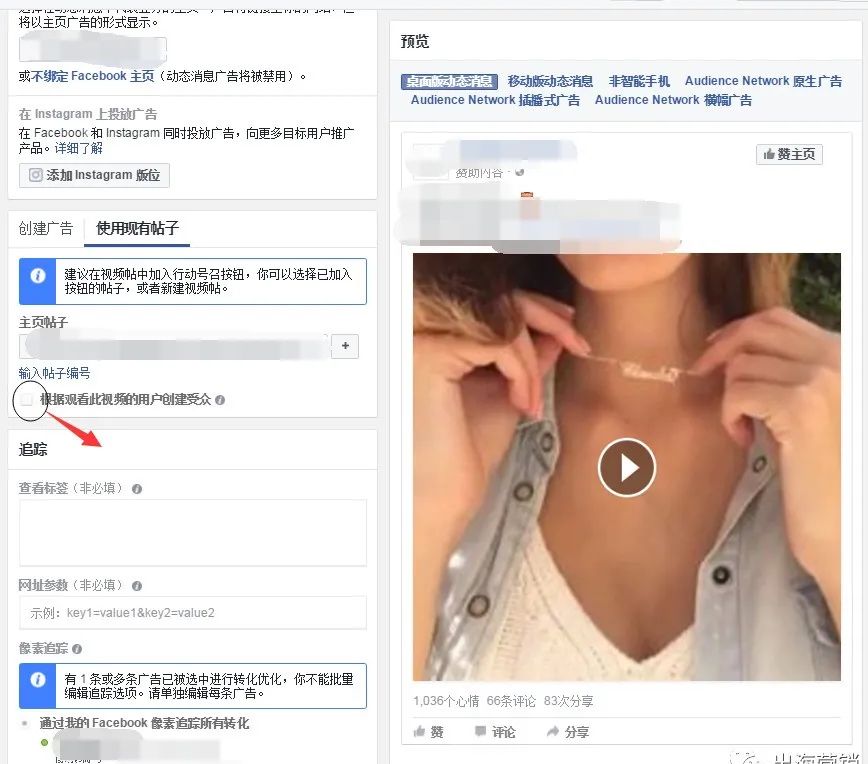 将以主页广告的形式显示。
或不绑定 Facebook 主页（动态消息广告将被禁用）。
在 Instagram 上投放广告
在 Facebook 和 Instagram 同时投放广告，向更多目标用户推广
产品。详细了解
添加 Instagram 版位
创建广告 使用现有帖子
建议在视频帖中加入行动号召按钮，你可以选择已加入
按钮的帖子，或者新建视频帖。
主页帖子
+
输入帖子编号
根据观看此视频的用户创建受众
追踪
查看标签（非必填）
网址参数（非必填）
示例：key1=value1&key2=value2
像素追踪
有 1 条或多条广告已被选中进行转化优化，你不能批量
编辑追踪选项。请单独编辑每条广告。
通过我的 Facebook 像素追踪所有转化
预览
桌面版动态消息 移动版动态消息 非智能手机 Audience Network 原生广告
Audience Network 插播式广告 Audience Network 横幅广告
赞主页
赞助内容 ·
1,036个心情 66条评论 83次分享
赞 评论 分享
出海营销